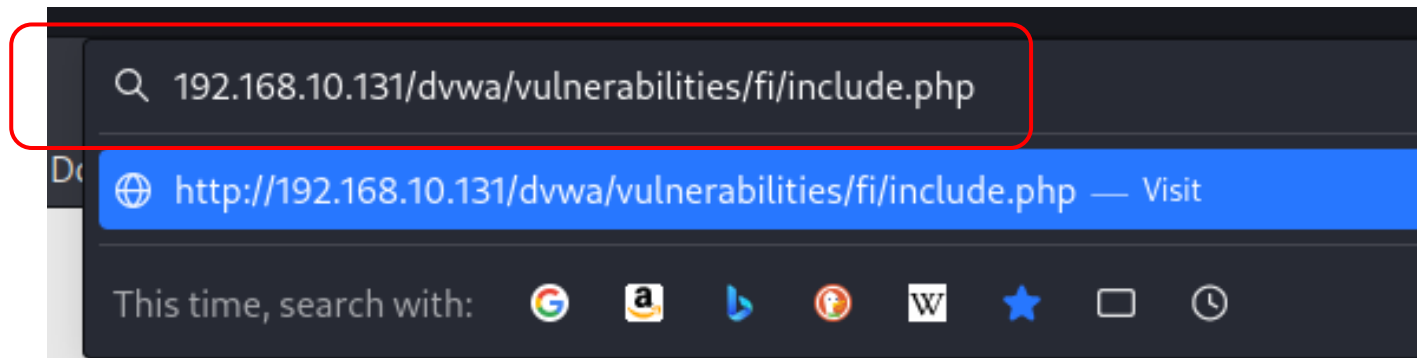 192.168.10.131/dvwa/vulnerabilities/fi/include.php
Do
http://192.168.10.131/dvwa/vulnerabilities/fi/include.php — Visit
This time, search with:
a
b
W